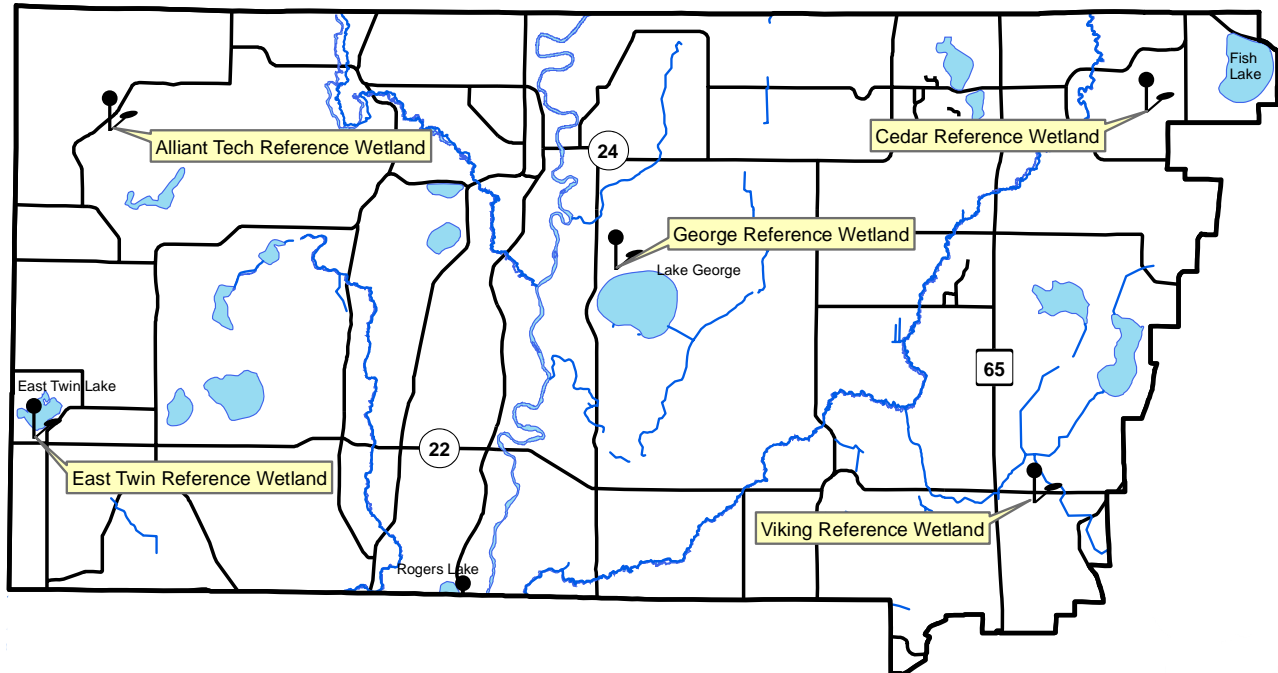 Fish
Lake
Alliant Tech Reference Wetland
Cedar Reference Wetland
24
George Reference Wetland
Lake George
65
East Twin Lake
22
East Twin Reference Wetland
Viking Reference Wetland
Rogers Lake